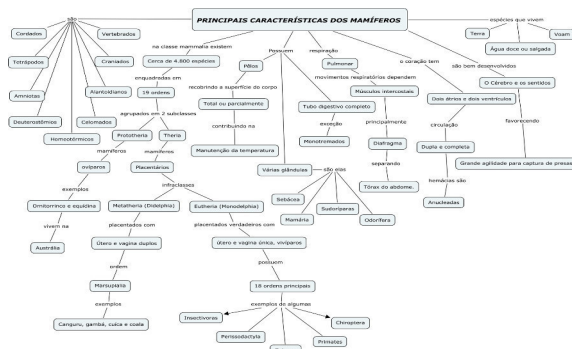 PRINCIPAIS CARACTERÍSTICAS DOS MAMÍFEROS
são
Cordados
Vertebrados
Tetrápodos
Craniados
Amniotas
Alantoidianos
Deuterostômios
Celomados
Homeotérmicos
na classe mammalia existem
Cerca de 4.800 espécies
enquadradas em
19 ordens
agrupados em 2 subclasses
Prototheria
Theria
mamíferos
mamíferos
ovíparos
Placentários
exemplos
infraclasses
Ornitorrinco e equidina
Metatheria (Didelphia)
Eutheria (Monodelphia)
vivem na
placentados com
placentados verdadeiros com
Austrália
Útero e vagina duplos
útero e vagina única, vivíparos
ordem
possuem
Marsupialia
18 ordens principais
exemplos
exemplos de algumas
Canguru, gambá, cuíca e coala
Insectivoras
Chiroptera
Perissodactyla
Primates
Possuem
Pêlos
recobrindo a superfície do corpo
Total ou parcialmente
contribuindo na
Manutenção da temperatura
Tubo digestivo completo
exceção
Monotremados
Várias glândulas
são elas
Sebácea
Mamária
Sudoríparas
Odorífera
respiração
Pulmonar
movimentos respiratórios dependem
Músculos intercostais
principalmente
Diafragma
separando
Tórax do abdome.
o coração tem
Dois átrios e dois ventrículos
circulação
Dupla e completa
hemácias são
Anucleadas
são bem desenvolvidos
O Cérebro e os sentidos
favorecendo
Grande agilidade para captura de presas
espécies que vivem
Terra
Voam
Água doce ou salgada